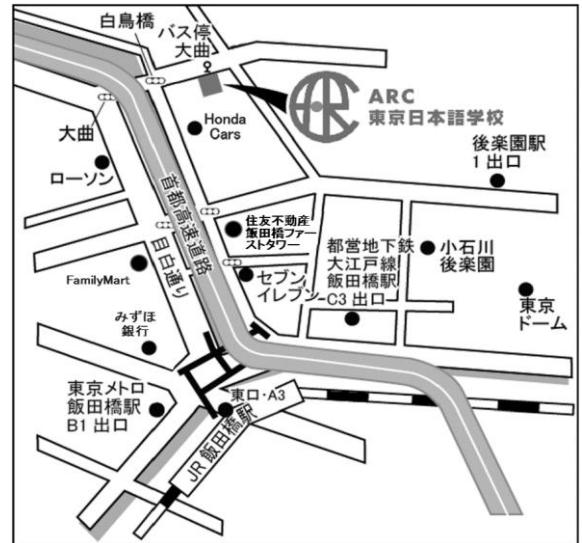 白鳥橋
バス停
大曲
ARC
東京日本語学校
大曲
Honda
Cars
後楽園駅
1 出口
ローソン
首都高速道路
目白通り
住友不動産
飯田橋ファー
ストタワー
都営地下鉄
大江戸線
飯田橋駅
C3 出口
小石川
後楽園
FamilyMart
セブン
イレブン
東京
ドーム
みずほ
銀行
東京メトロ
飯田橋駅
B1 出口
東口・A3
JR 飯田橋駅